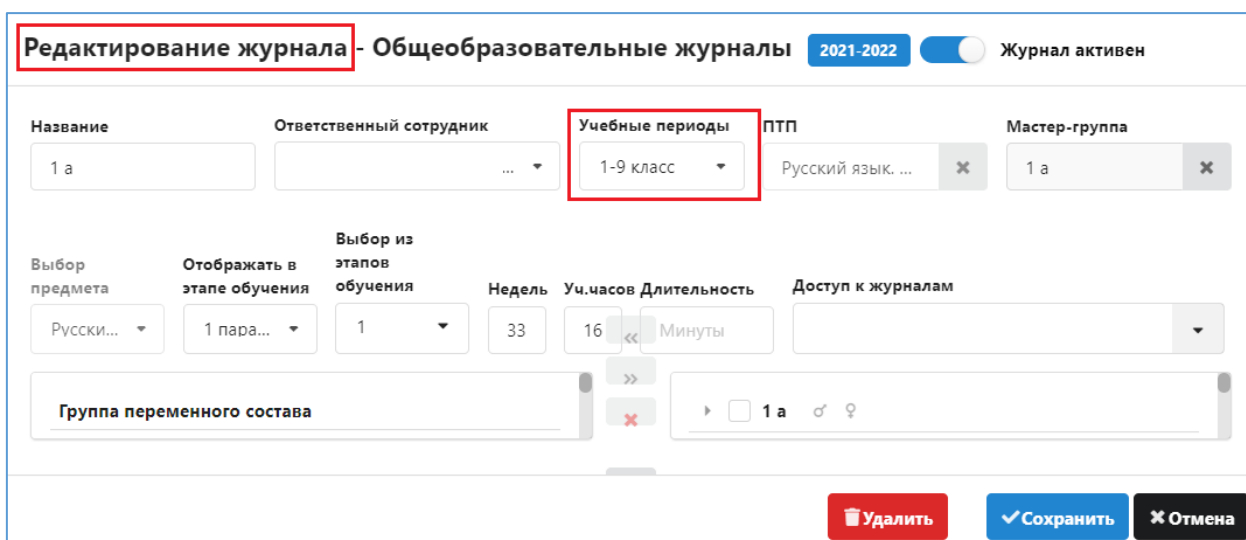 Редактирование журнала - Общеобразовательные журналы 2021-2022 Журнал активен
Название Ответственный сотрудник Учебные периоды ПТП Мастер-группа
1 а ... 1-9 класс Русский язык. ... 1 а
Выбор предмета Отображать в этапе обучения Выбор из этапов обучения Недель Уч.часов Длительность Доступ к журналам
Русски... 1 пара... 1 33 16 Минуты
Группа переменного состава 1 а
Удалить Сохранить Отмена